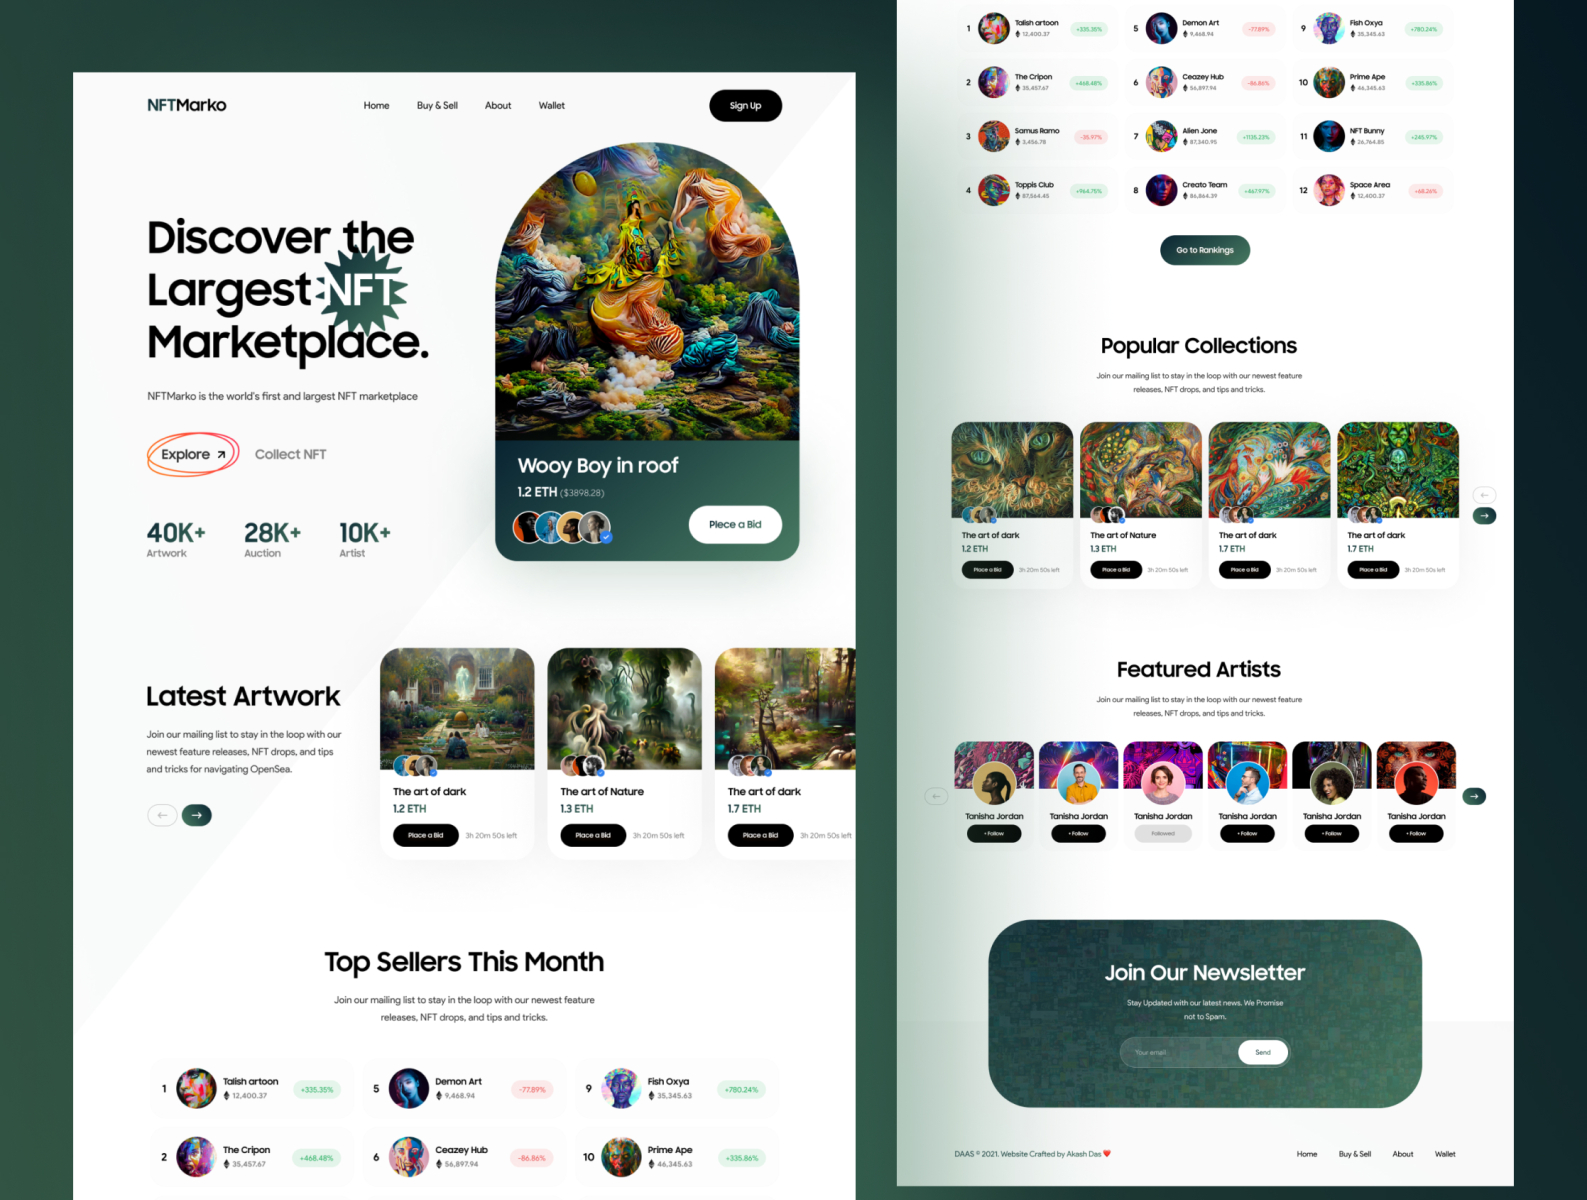 NFTMarko
Home Buy & Sell About Wallet
Sign Up
Discover the
Largest NFT
Marketplace.
NFTMarko is the world's first and largest NFT marketplace
Explore Collect NFT
40K+ 28K+ 10K+
Artwork Auction Artist
Wooy Boy in roof
1.2 ETH ($3898.28)
Plece a Bid
Latest Artwork
Join our mailing list to stay in the loop with our
newest feature releases, NFT drops, and tips
and tricks for navigating OpenSea.
The art of dark
1.2 ETH
Place a Bid 3h 20m 50s left
The art of Nature
1.3 ETH
Place a Bid 3h 20m 50s left
The art of dark
1.7 ETH
Place a Bid 3h 20m 50s left
Top Sellers This Month
Join our mailing list to stay in the loop with our newest feature
releases, NFT drops, and tips and tricks.
1 Talish artoon +335.35%
12,400.37
5 Demon Art -77.89%
9,468.94
9 Fish Oxya +780.24%
35,345.63
2 The Cripon +468.48%
35,457.67
6 Ceazey Hub -86.86%
56,897.94
10 Prime Ape +335.86%
46,345.63
1 Talish artoon +335.35%
12,400.37
5 Demon Art -77.89%
9,468.94
9 Fish Oxya +780.24%
35,345.63
2 The Cripon +468.48%
35,457.67
6 Ceazey Hub -86.86%
56,897.94
10 Prime Ape +335.86%
46,345.63
3 Samus Ramo -35.97%
3,456.78
7 Alien Jone +1135.23%
87,340.95
11 NFT Bunny +245.97%
26,764.85
4 Toppis Club +964.75%
87,564.45
8 Creato Team +467.97%
86,864.39
12 Space Area +68.26%
12,400.37
Go to Rankings
Popular Collections
Join our mailing list to stay in the loop with our newest feature
releases, NFT drops, and tips and tricks.
The art of dark
1.2 ETH
Place a Bid 3h 20m 50s left
The art of Nature
1.3 ETH
Place a Bid 3h 20m 50s left
The art of dark
1.7 ETH
Place a Bid 3h 20m 50s left
The art of dark
1.7 ETH
Place a Bid 3h 20m 50s left
Featured Artists
Join our mailing list to stay in the loop with our newest feature
releases, NFT drops, and tips and tricks.
Tanisha Jordan Tanisha Jordan Tanisha Jordan Tanisha Jordan Tanisha Jordan Tanisha Jordan
+Follow +Follow Followed +Follow +Follow +Follow
Join Our Newsletter
Stay Updated with our latest news. We Promise
not to Spam.
Your email Send
DAAS © 2021. Website Crafted by Akash Das ❤️
Home Buy & Sell About Wallet